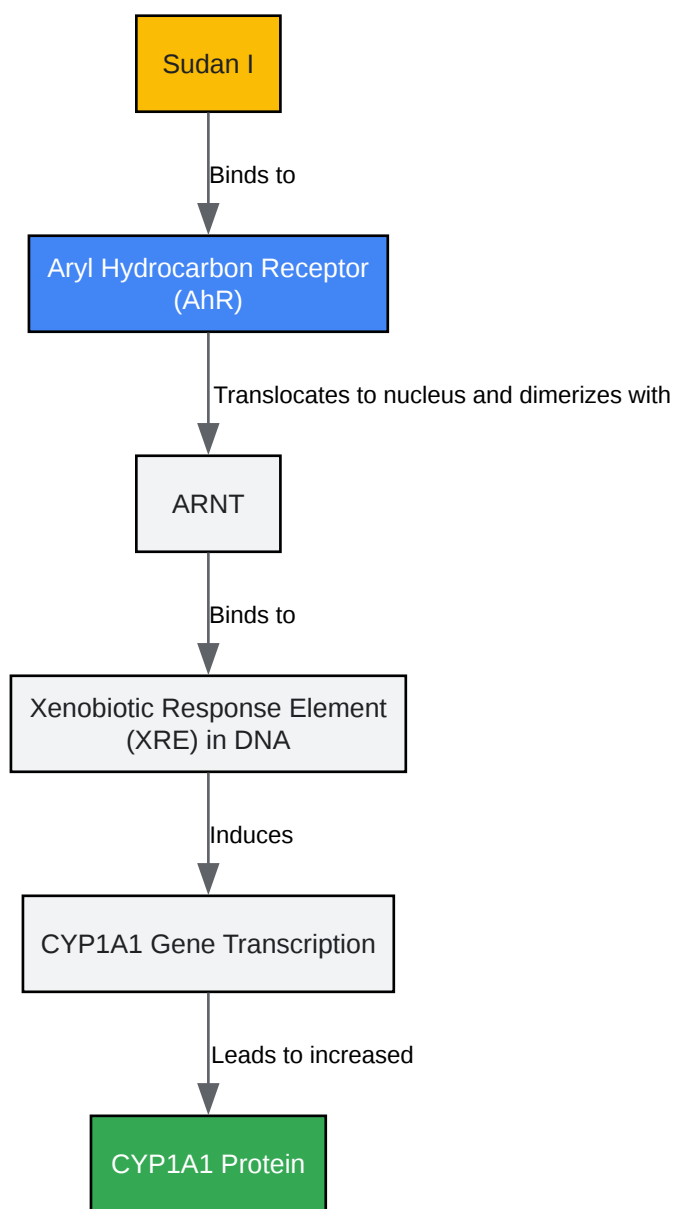 Sudan I
Binds to
Aryl Hydrocarbon Receptor
(AhR)
Translocates to nucleus and dimerizes with
ARNT
Binds to
Xenobiotic Response Element
(XRE) in DNA
Induces
CYP1A1 Gene Transcription
Leads to increased
CYP1A1 Protein